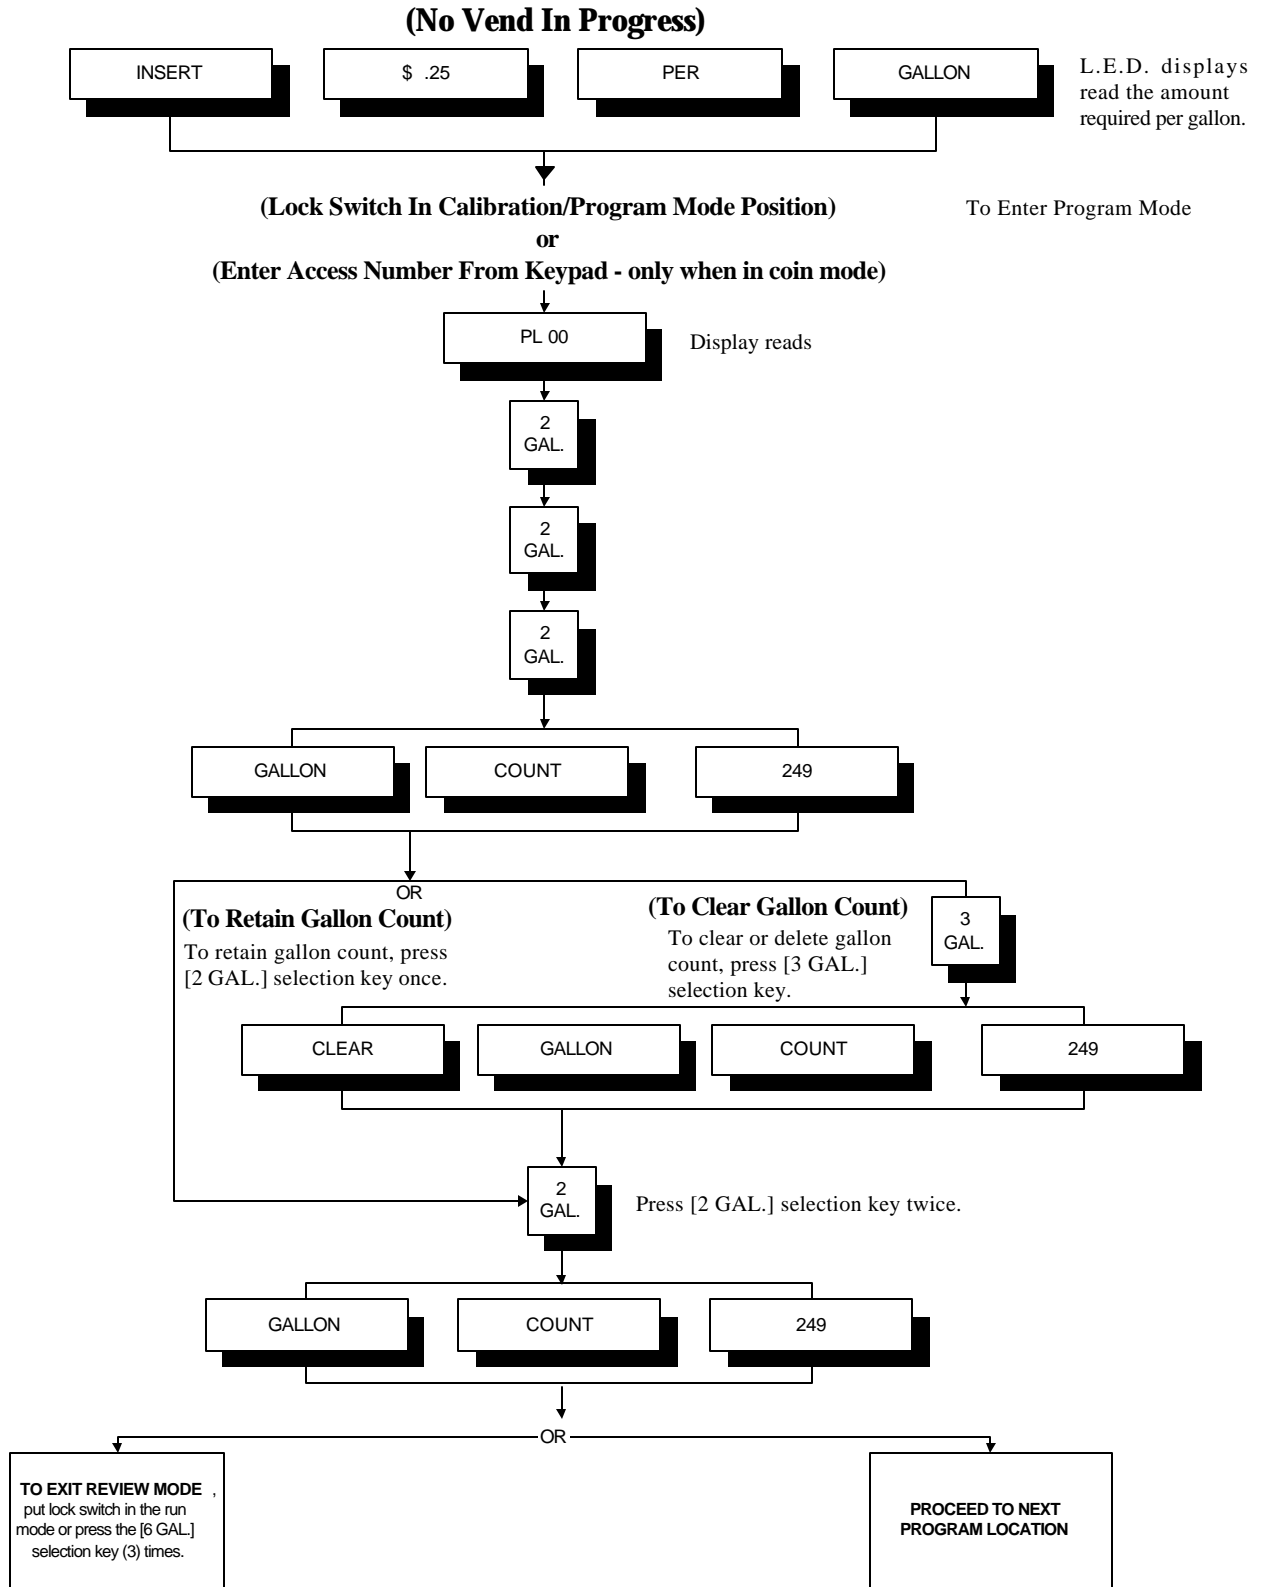 (No Vend In Progress)
INSERT
$ .25
PER
GALLON
L.E.D. displays
read the amount
required per gallon.
(Lock Switch In Calibration/Program Mode Position)
To Enter Program Mode
or
(Enter Access Number From Keypad - only when in coin mode)
PL 00
Display reads
2
GAL.
2
GAL.
2
GAL.
GALLON
COUNT
249
OR
(To Retain Gallon Count)
To retain gallon count, press
[2 GAL.] selection key once.
(To Clear Gallon Count)
To clear or delete gallon
count, press [3 GAL.]
selection key.
3
GAL.
CLEAR
GALLON
COUNT
249
2
GAL.
Press [2 GAL.] selection key twice.
GALLON
COUNT
249
OR
TO EXIT REVIEW MODE ,
put lock switch in the run
mode or press the [6 GAL.]
selection key (3) times.
PROCEED TO NEXT
PROGRAM LOCATION